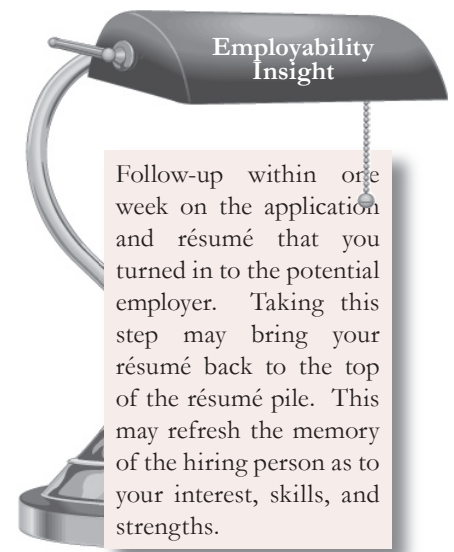 Employability
Insight
Follow-up within one
week on the application
and résumé that you
turned in to the potential
employer. Taking this
step may bring your
résumé back to the top
of the résumé pile. This
may refresh the memory
of the hiring person as to
your interest, skills, and
strengths.